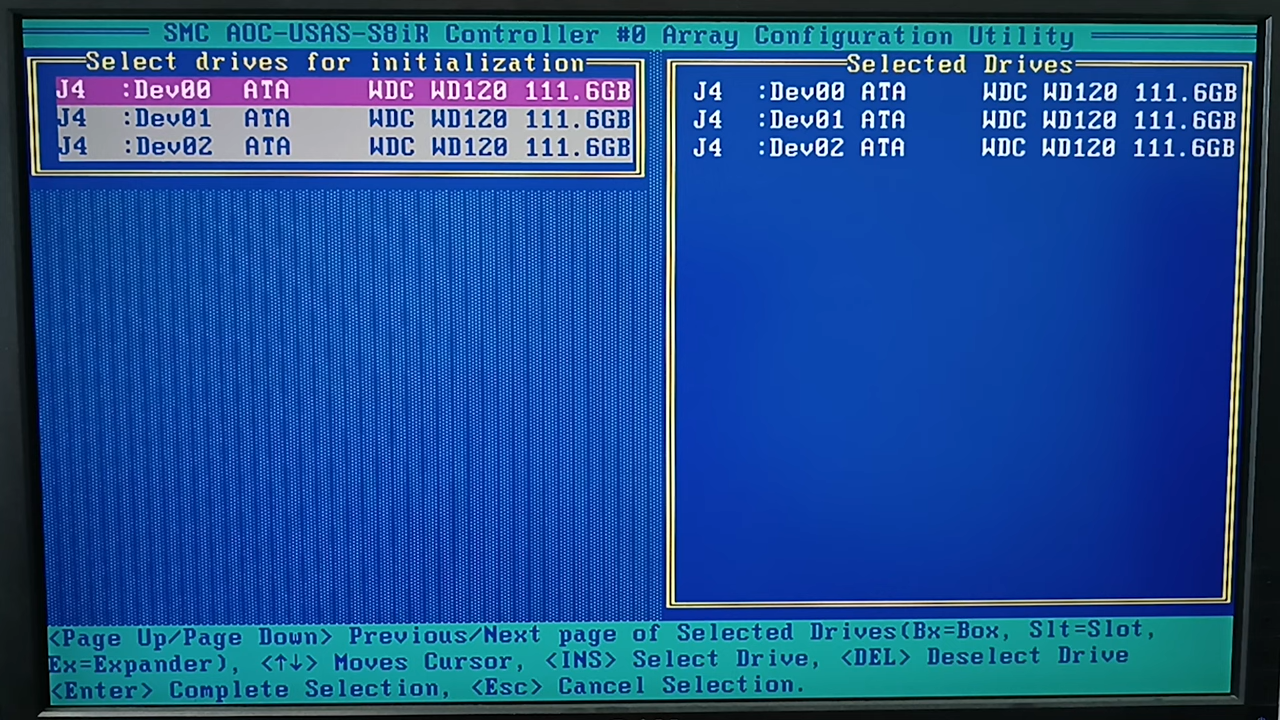 SMC AOC-USAS-S8iR Controller #0 Array Configuration Utility
Select drives for initialization
J4 :Dev00 ATA WDC WD120 111.6GB
J4 :Dev01 ATA WDC WD120 111.6GB
J4 :Dev02 ATA WDC WD120 111.6GB
Selected Drives
J4 :Dev00 ATA WDC WD120 111.6GB
J4 :Dev01 ATA WDC WD120 111.6GB
J4 :Dev02 ATA WDC WD120 111.6GB
<Page Up/Page Down> Previous/Next page of Selected Drives(Bx=Box, Slt=Slot,
Ex=Expander), <↑↓> Moves Cursor, <INS> Select Drive, <DEL> Deselect Drive
<Enter> Complete Selection, <Esc> Cancel Selection.